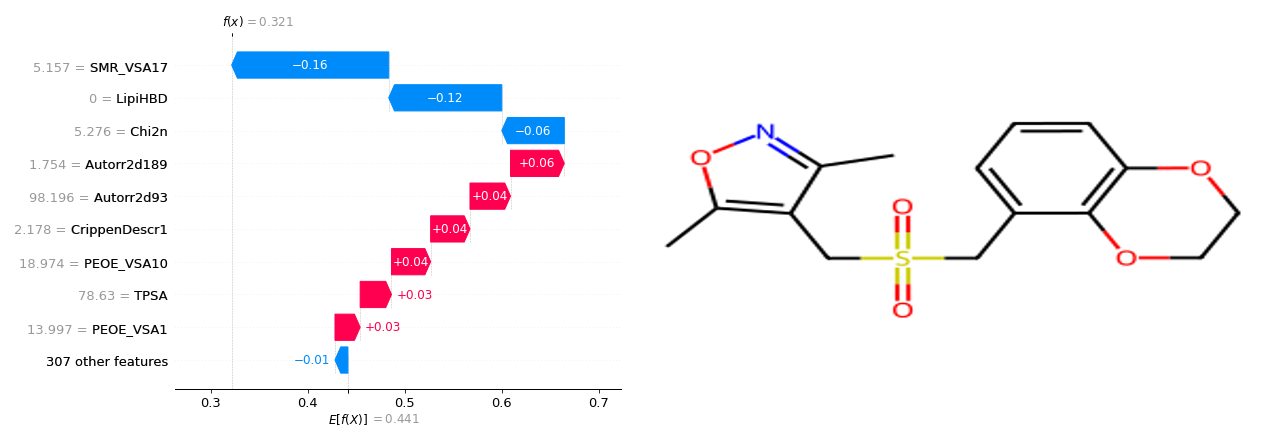 f(x) = 0.321
5.157 = SMR_VSA17
−0.16
0 = LipiHBD
−0.12
5.276 = Chi2n
−0.06
1.754 = Autorr2d189
+0.06
98.196 = Autorr2d93
+0.04
2.178 = CrippenDescr1
+0.04
18.974 = PEOE_VSA10
+0.04
78.63 = TPSA
+0.03
13.997 = PEOE_VSA1
+0.03
307 other features
−0.01
0.3 0.4 0.5 0.6 0.7
E[f(X)] = 0.441
N
O
O
O
S
O
O